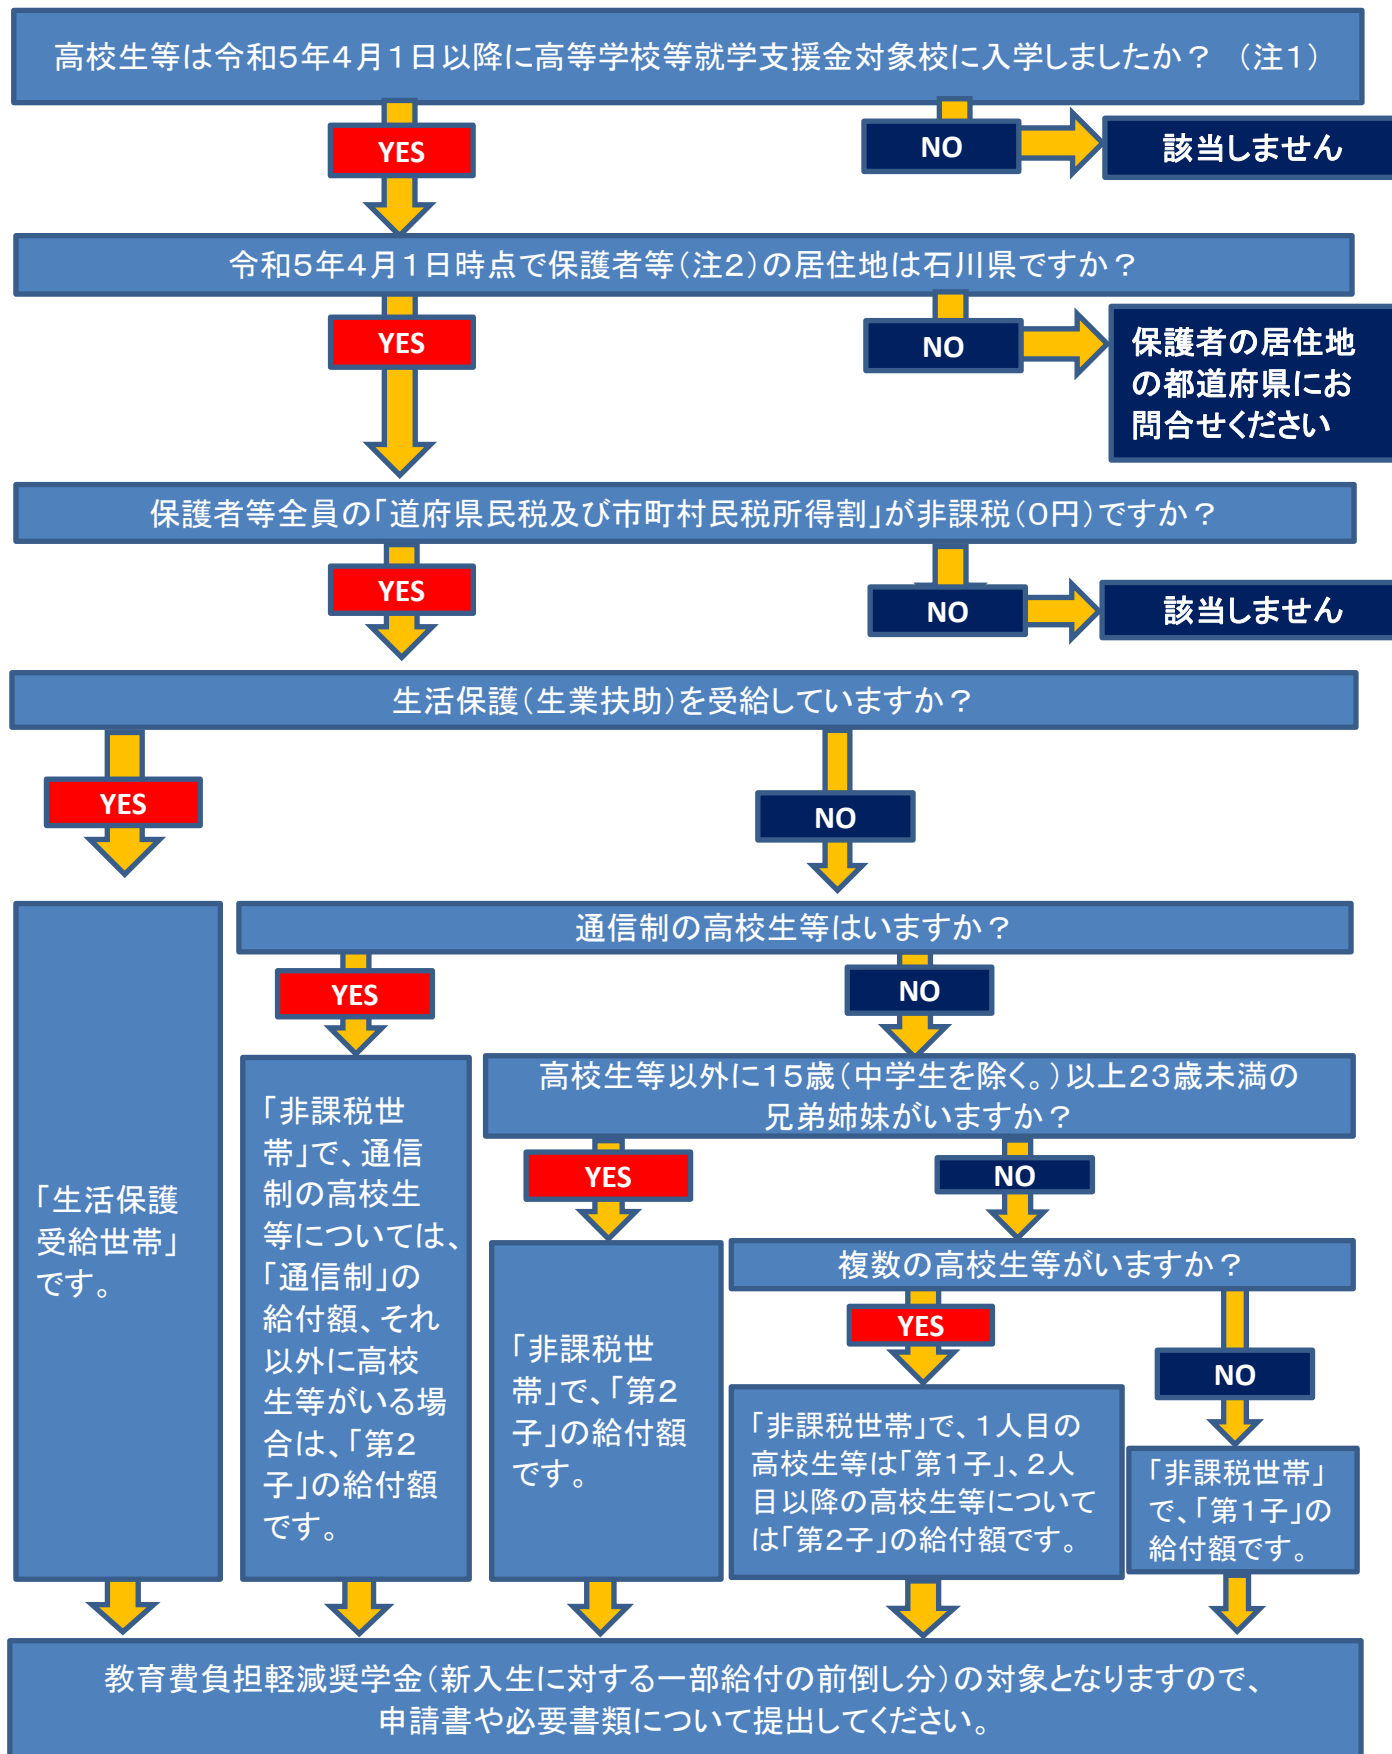 高校生等は令和5年4月1日以降に高等学校等就学支援金対象校に入学しましたか？（注1）
YES
NO
該当しません
令和5年4月1日時点で保護者等（注2）の居住地は石川県ですか？
YES
NO
保護者の居住地
の都道府県にお
問合せください
保護者等全員の「道府県民税及び市町村民税所得割」が非課税（0円）ですか？
YES
NO
該当しません
生活保護（生業扶助）を受給していますか？
YES
NO
「生活保護
受給世帯」
です。
通信制の高校生等はいますか？
YES
NO
「非課税世
帯」で、通信
制の高校生
等については、
「通信制」の
給付額、それ
以外に高校
生等がいる場
合は、「第2
子」の給付額
です。
高校生等以外に15歳（中学生を除く。）以上23歳未満の
兄弟姉妹がいますか？
YES
NO
「非課税世
帯」で、「第2
子」の給付額
です。
複数の高校生等がいますか？
YES
NO
「非課税世帯」で、1人目の
高校生等は「第1子」、2人
目以降の高校生等について
は「第2子」の給付額です。
「非課税世帯」
で、「第1子」の
給付額です。
教育費負担軽減奨学金（新入生に対する一部給付の前倒し分）の対象となりますので、
申請書や必要書類について提出してください。